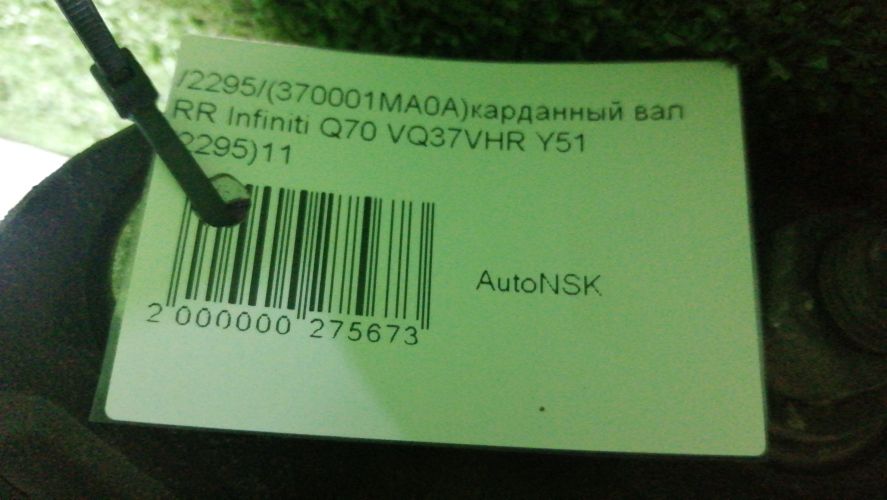 /2295/(370001MA0A)карданный вал
RR Infiniti Q70 VQ37VHR Y51
2295)11
AutoNSK
2 000000 275673